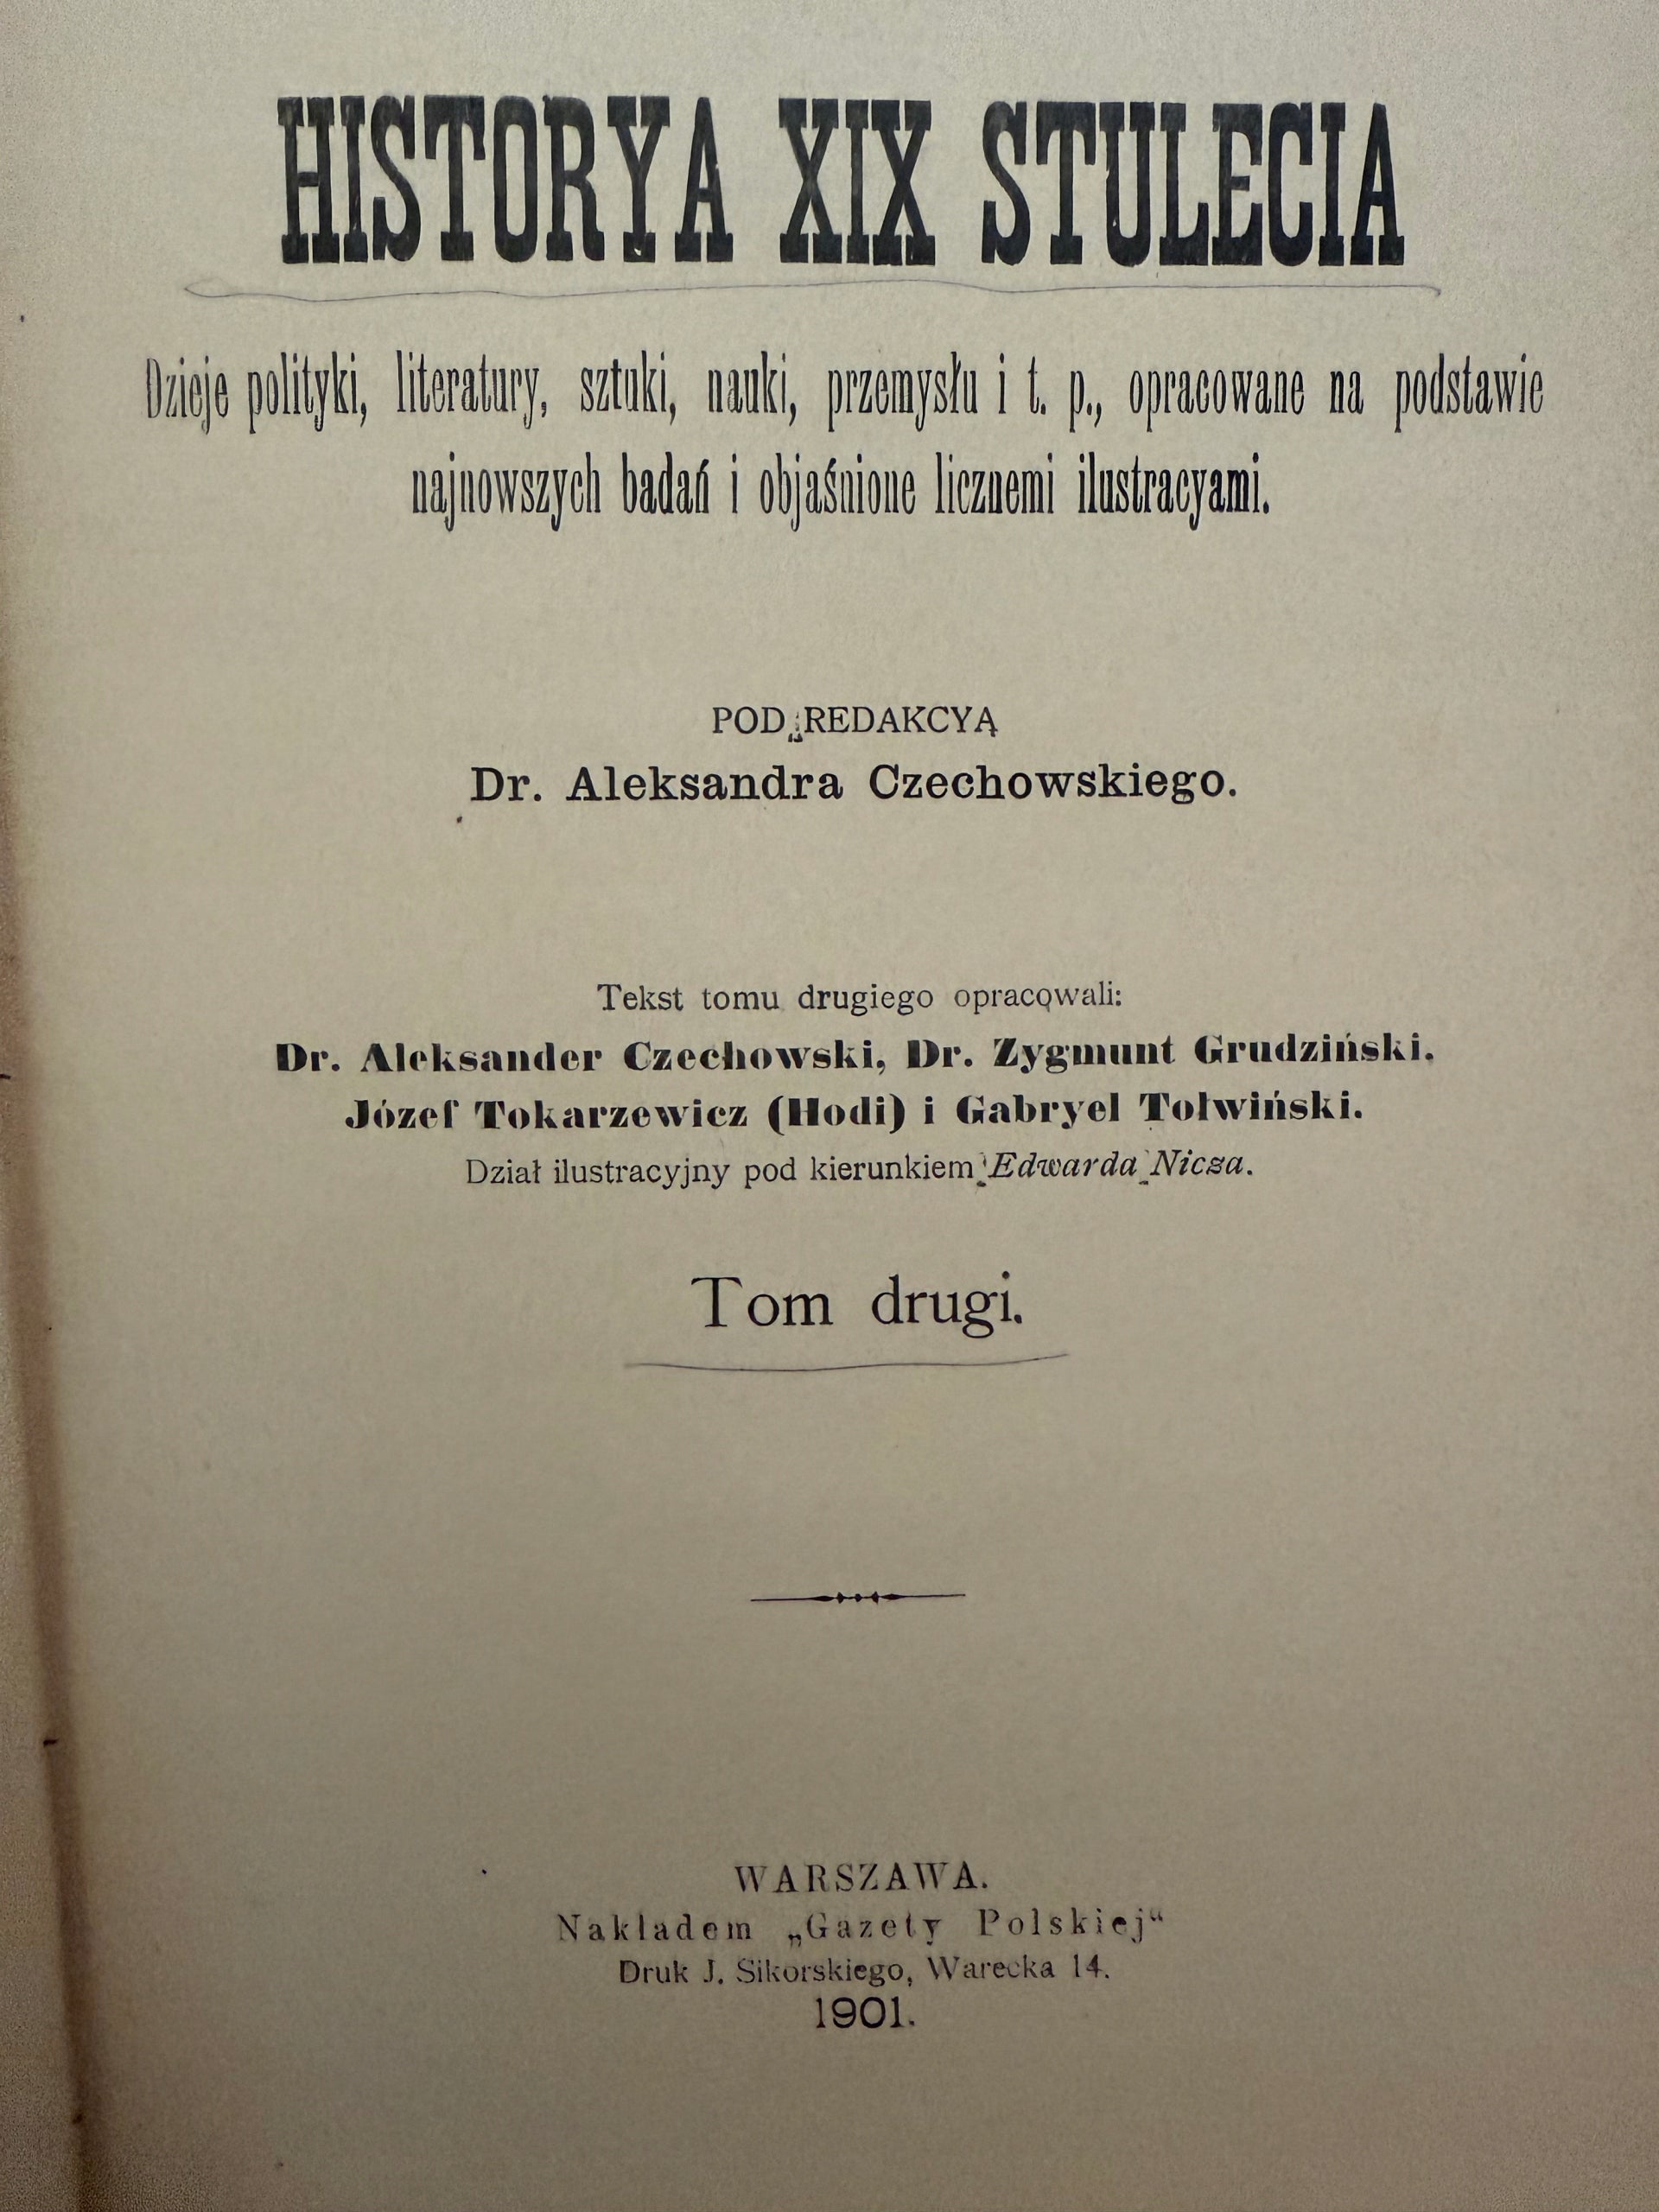 HISTORYA XIX STULECIA
Dzieje polityki, literatury, sztuki, nauki, przemysłu i t. p., opracowane na podstawie
najnowszych badań i objaśnione licznemi ilustracyami.
POD REDAKCYĄ
Dr. Aleksandra Czechowskiego.
Tekst tomu drugiego opracowali:
Dr. Aleksander Czechowski, Dr. Zygmunt Grudziński.
Józef Tokarzewicz (Hodi) i Gabryel Tołwiński.
Dział ilustracyjny pod kierunkiem Edwarda Nicza.
Tom drugi.
WARSZAWA.
Nakładem „Gazety Polskiej“
Druk J. Sikorskiego, Warecka 14.
1901.